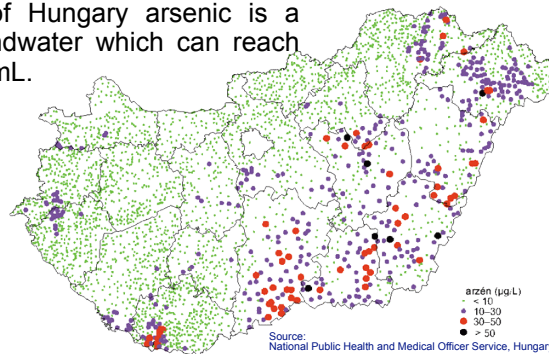 of Hungary arsenic is a
ndwater which can reach
mL.
arzén (µg/L)
< 10
10–30
30–50
> 50
Source:
National Public Health and Medical Officer Service, Hungar